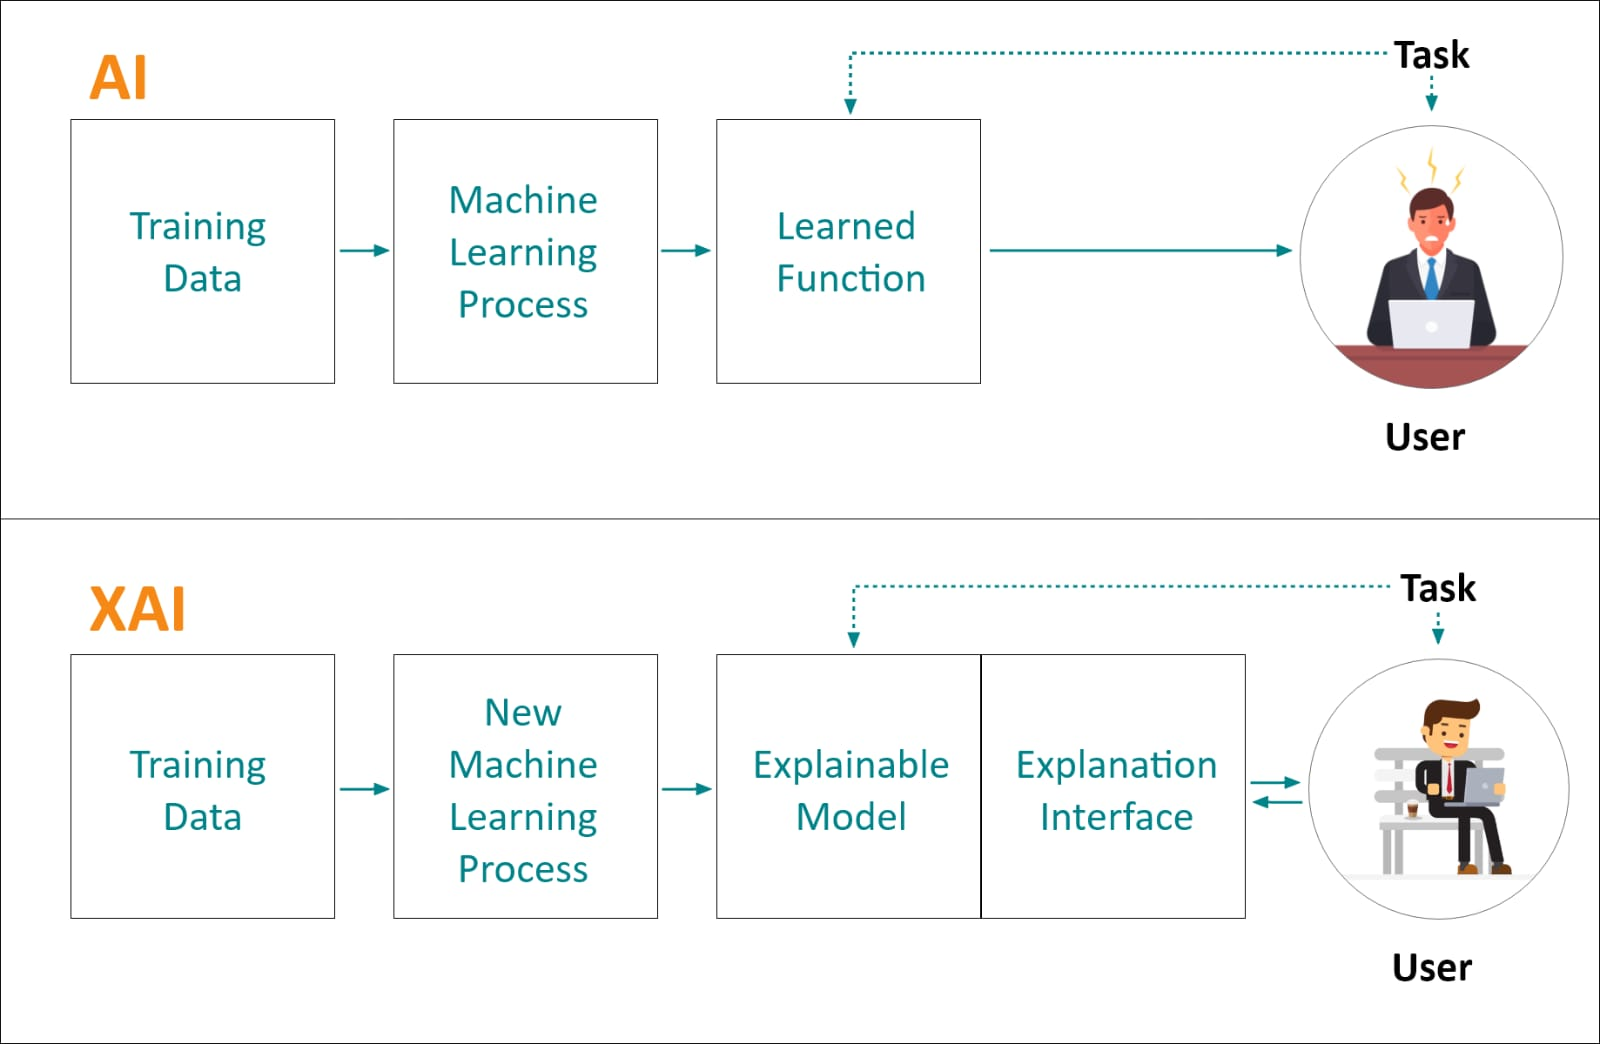 AI
Task
Training
Data
Machine
Learning
Process
Learned
Function
User
XAI
Task
Training
Data
New
Machine
Learning
Process
Explainable
Model
Explanation
Interface
User